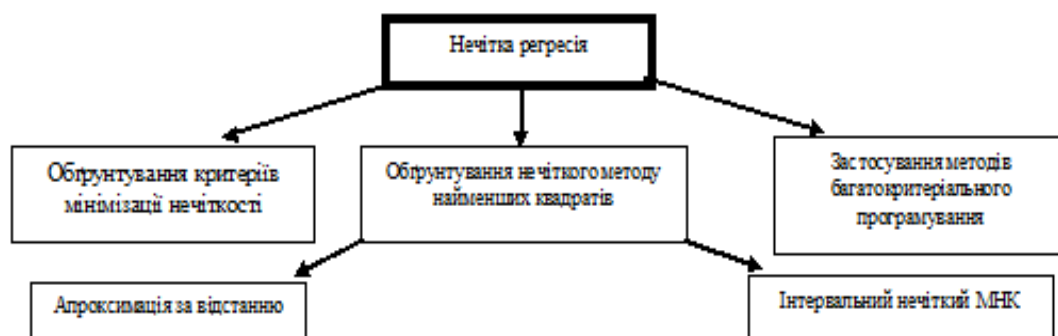 Нечітка регресія
Обґрунтування критеріїв
мінімізації нечіткості
Обґрунтування нечіткого методу
найменших квадратів
Застосування методів
багатокритеріального
програмування
Апроксимація за відстанню
Інтервальний нечіткий МНК